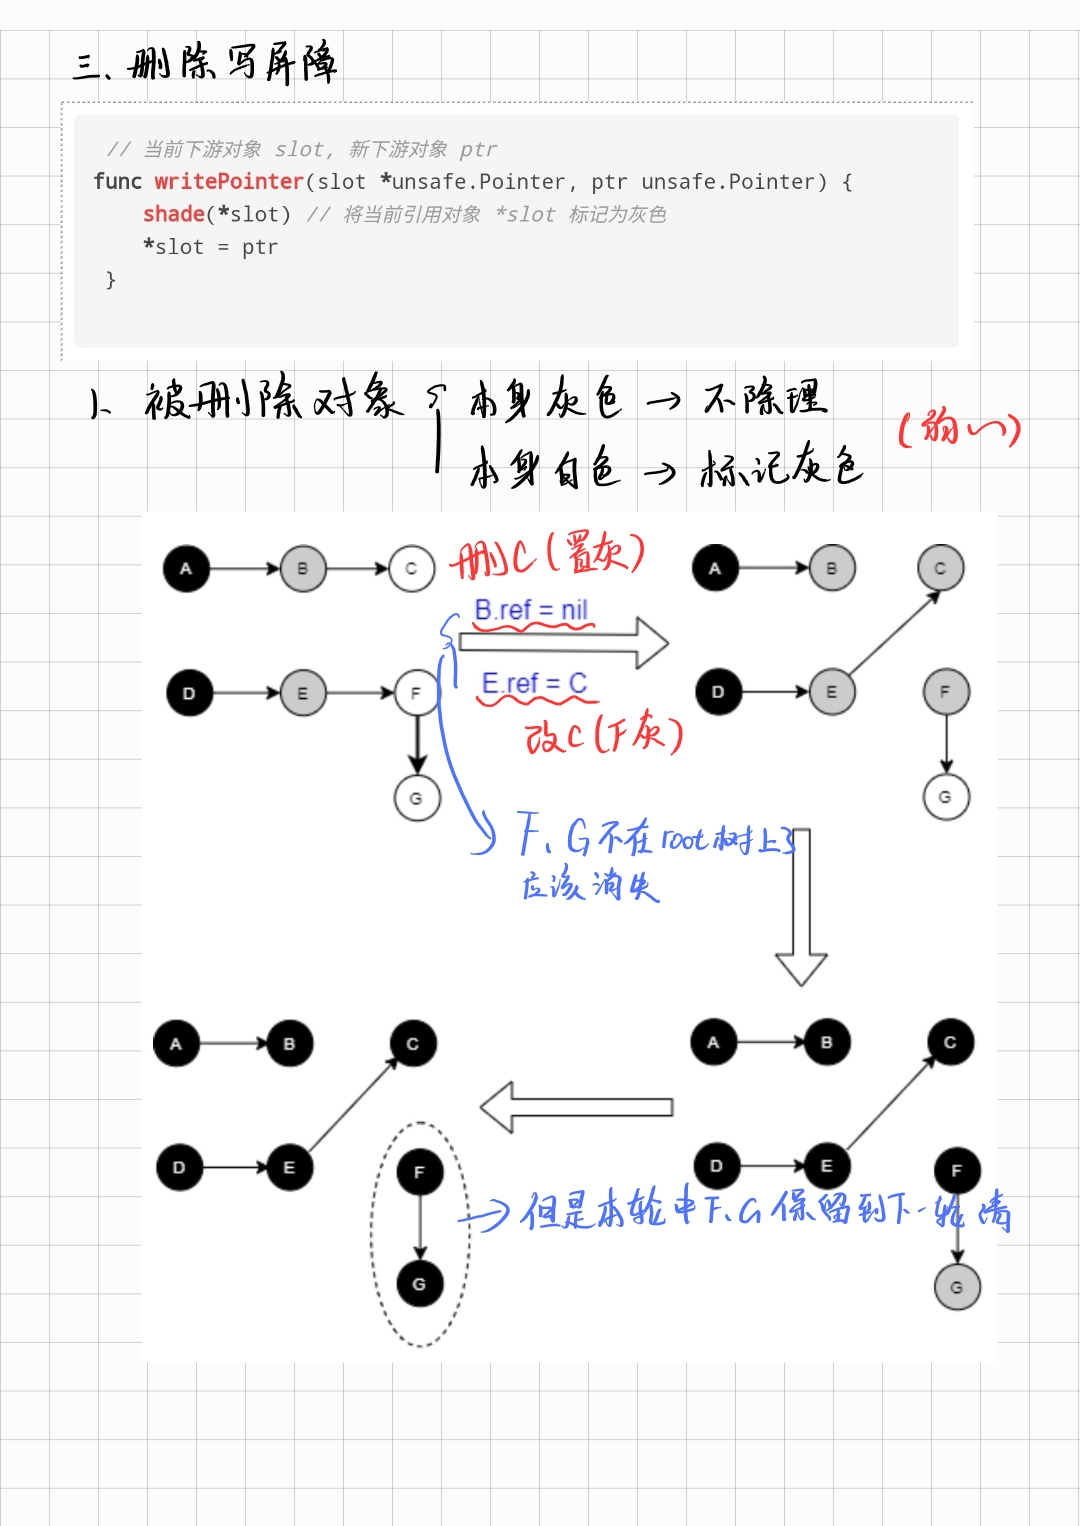 三、删除写屏障
// 当前下游对象 slot, 新下游对象 ptr
func writePointer(slot *unsafe.Pointer, ptr unsafe.Pointer) {
shade(*slot) // 将当前引用对象 *slot 标记为灰色
*slot = ptr
}
1、被删除对象 { 本身灰色 → 不除理
本身白色 → 标记灰色
(弱)
A B C
删C(置灰)
B.ref = nil
A B C
D E F
E.ref = C
D E F
改C(F灰)
G
G
F、G不在root树上了
应该消失
A B C
A B C
D E F
D E F
→但是本轮中F、G保留到下一轮清
G
G